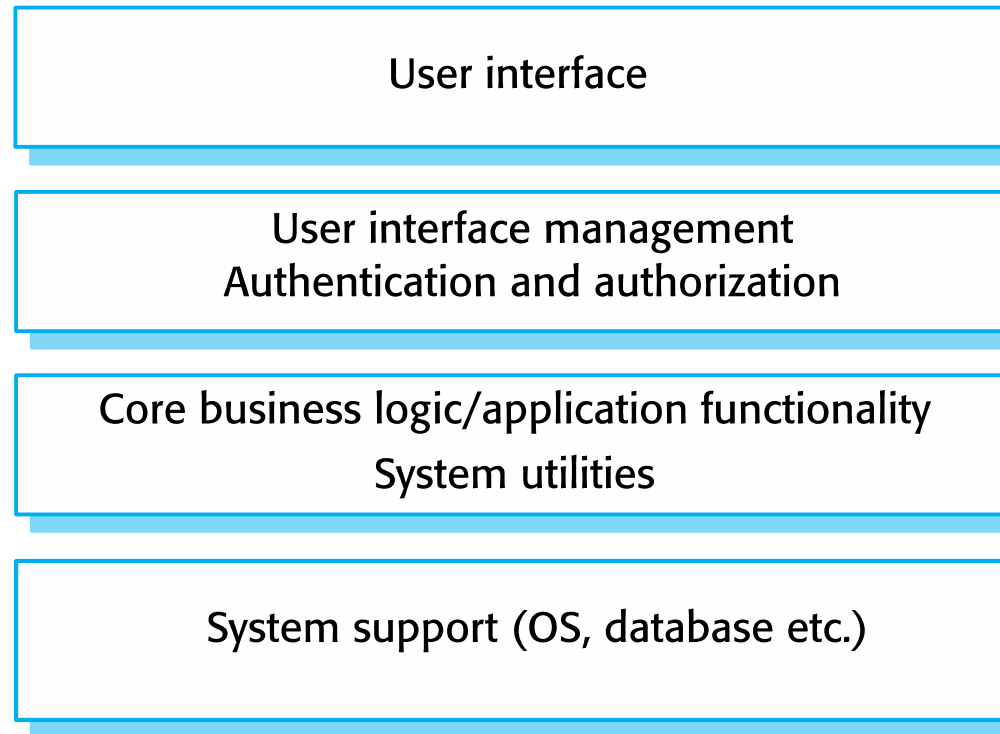 User interface
User interface management
Authentication and authorization
Core business logic/application functionality
System utilities
System support (OS, database etc.)